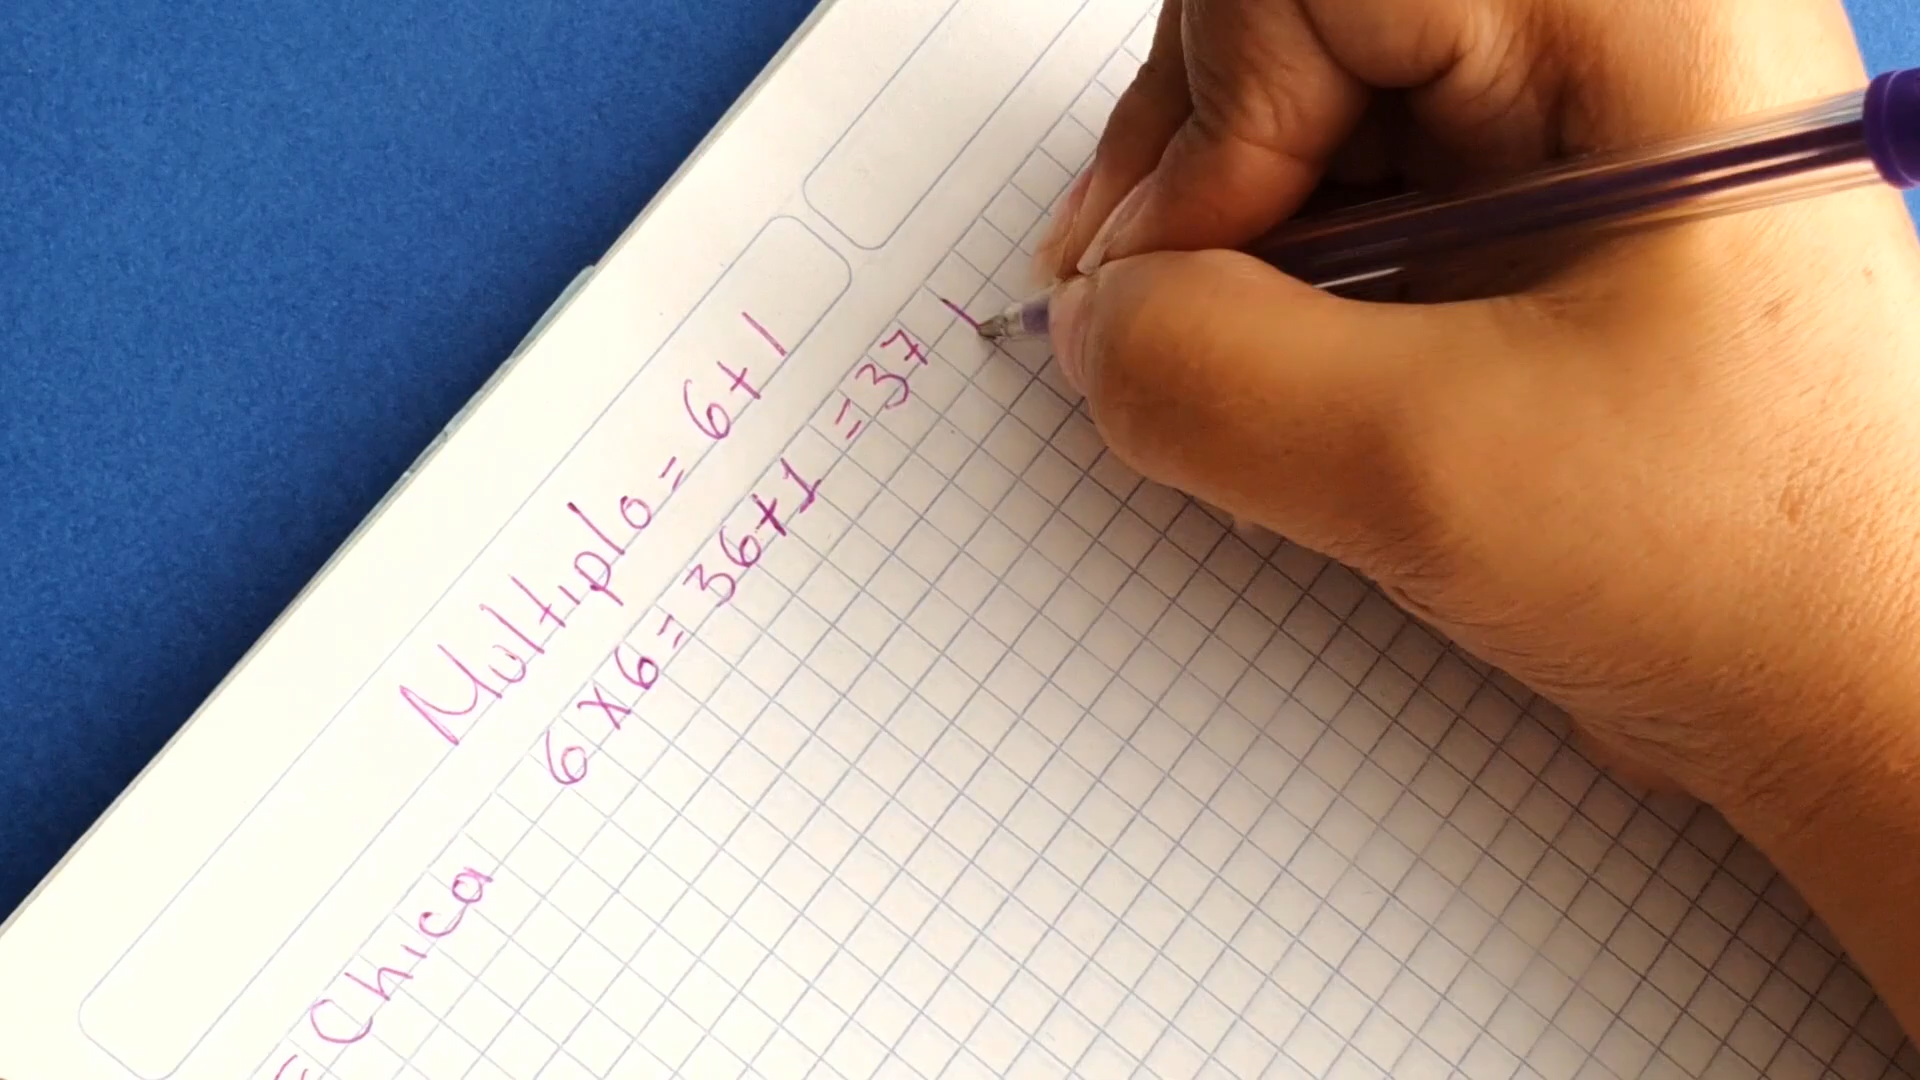 Multiplo = 6+1
Chica 6x6= 36+1 = 37